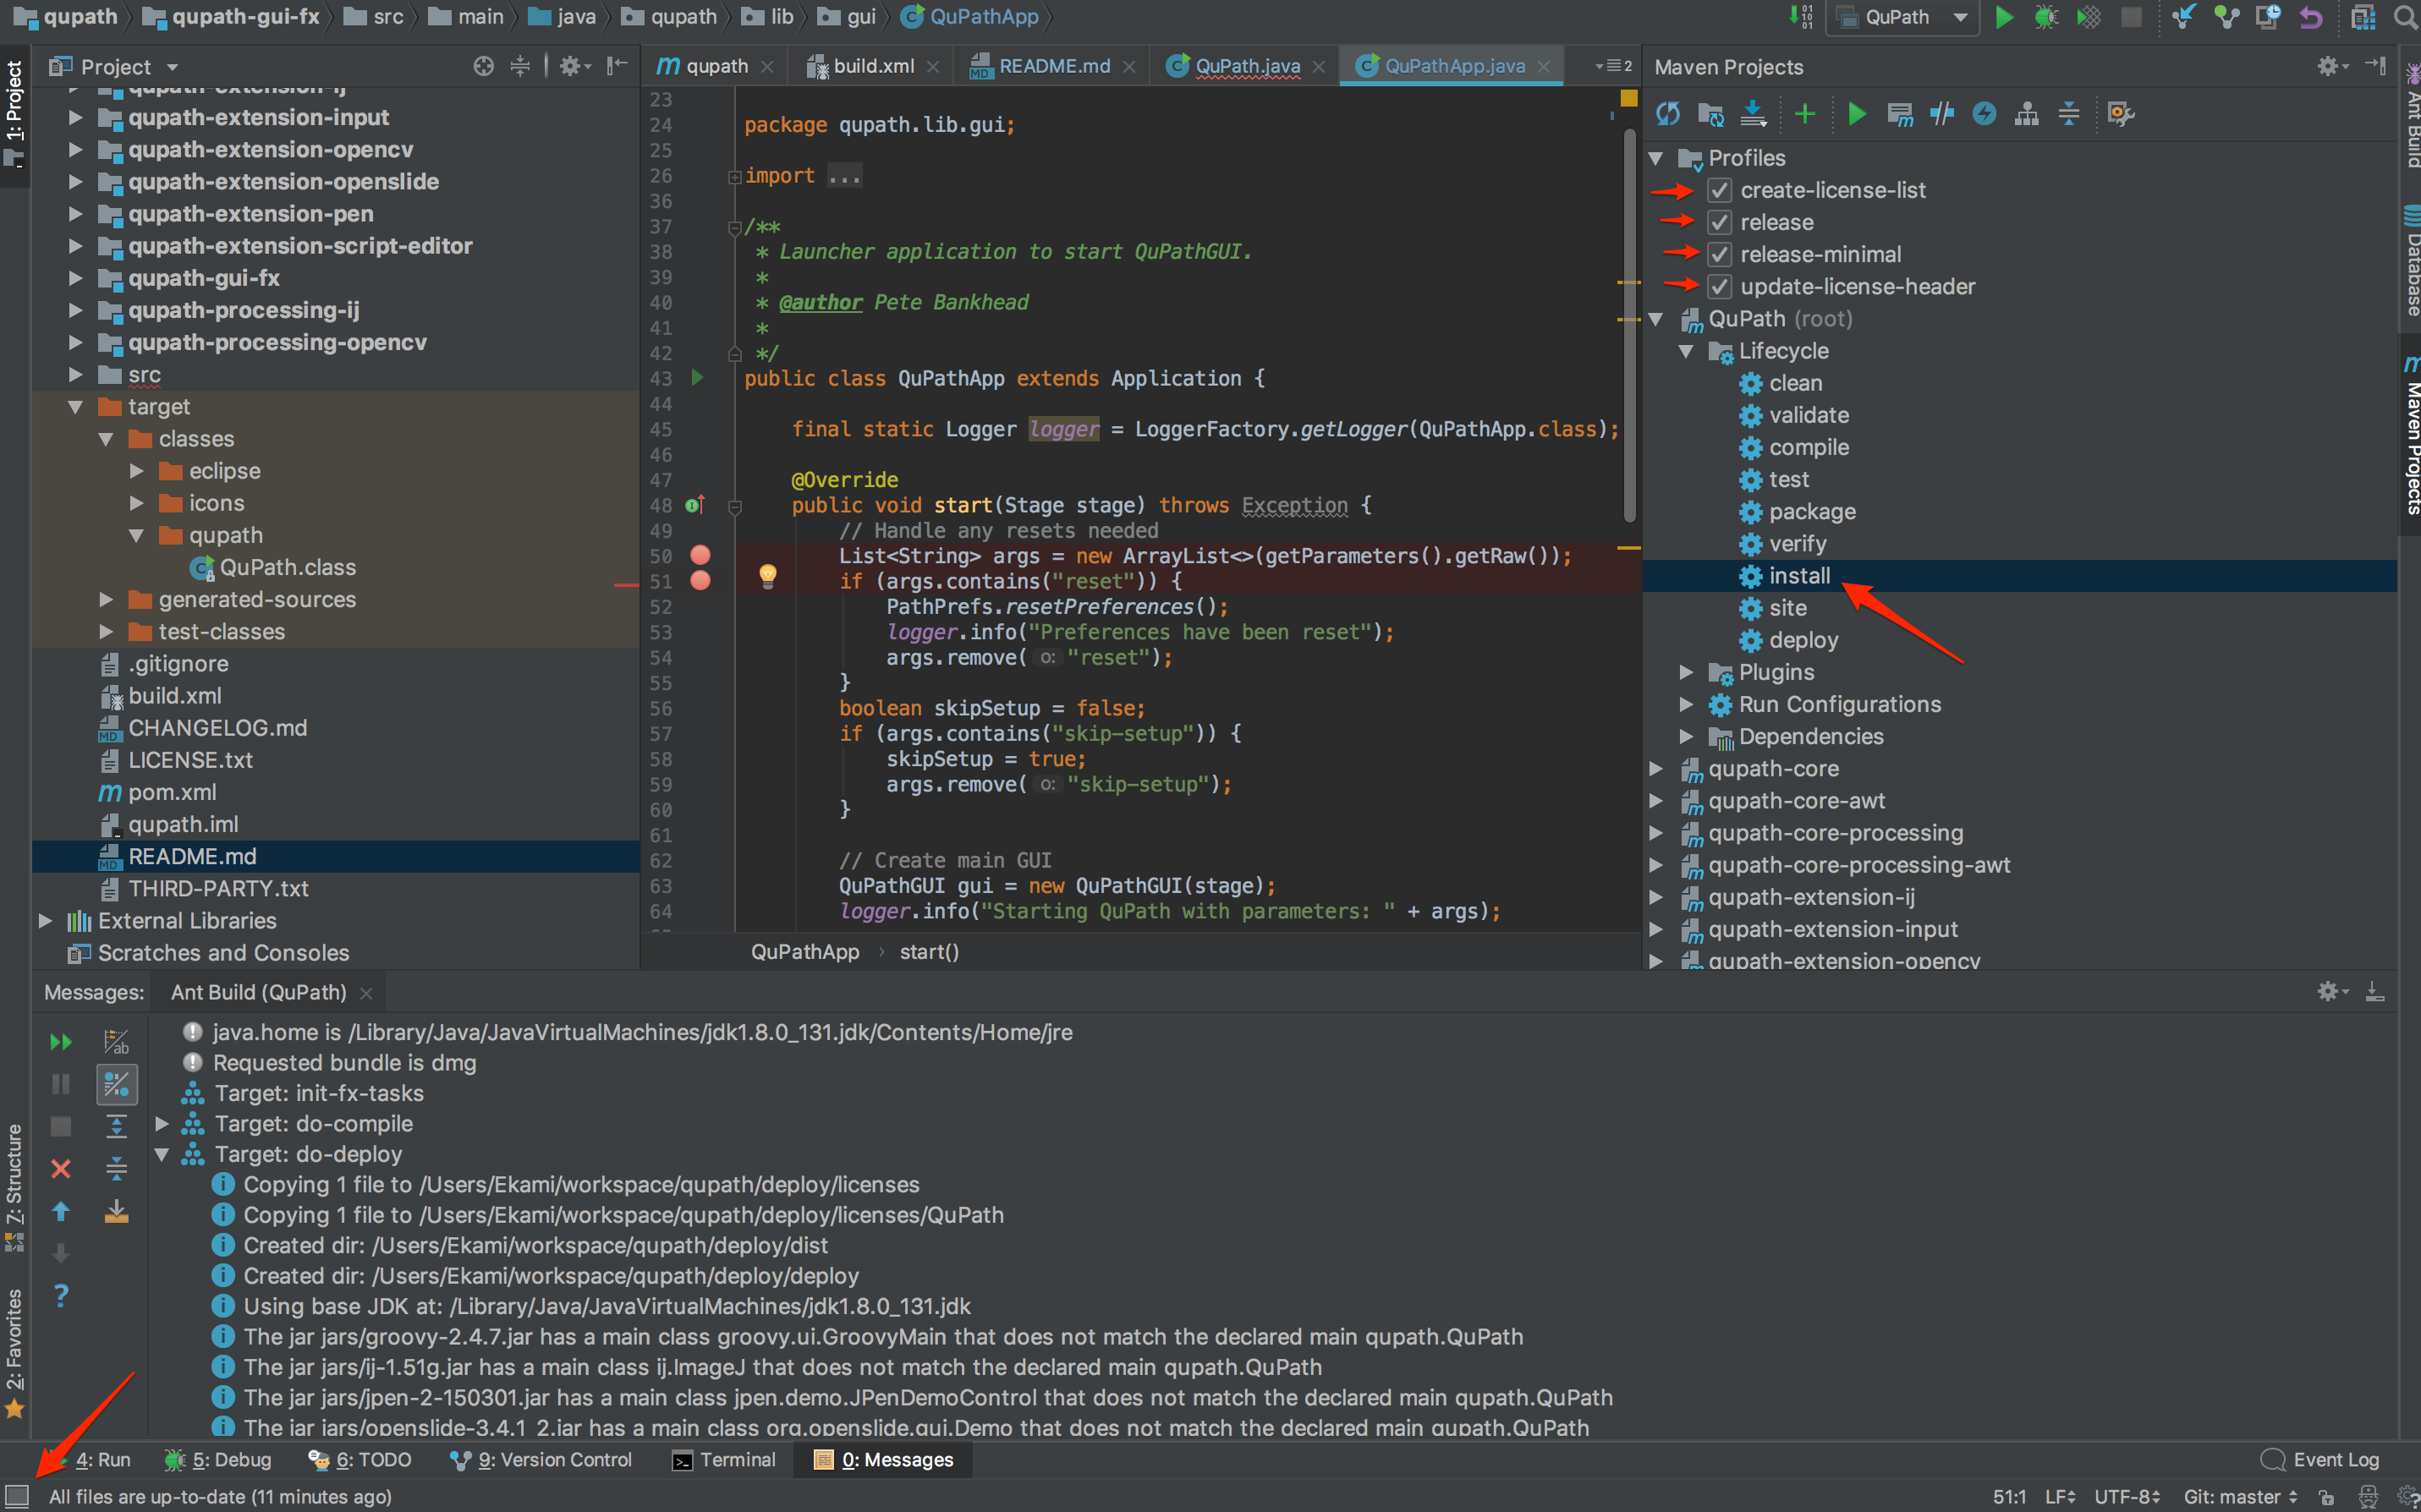 qupath qupath-gui-fx src main java qupath lib gui QuPathApp
QuPath
1: Project
Project
qupath-extension-ij
qupath-extension-input
qupath-extension-opencv
qupath-extension-openslide
qupath-extension-pen
qupath-extension-script-editor
qupath-gui-fx
qupath-processing-ij
qupath-processing-opencv
src
target
classes
eclipse
icons
qupath
QuPath.class
generated-sources
test-classes
.gitignore
build.xml
CHANGELOG.md
LICENSE.txt
pom.xml
qupath.iml
README.md
THIRD-PARTY.txt
External Libraries
Scratches and Consoles
qupath build.xml README.md QuPath.java QuPathApp.java 2
23
24 package qupath.lib.gui;
25
26 import ...
36
37 /**
38 * Launcher application to start QuPathGUI.
39 *
40 * @author Pete Bankhead
41 *
42 */
43 public class QuPathApp extends Application {
44
45 final static Logger logger = LoggerFactory.getLogger(QuPathApp.class);
46
47 @Override
48 public void start(Stage stage) throws Exception {
49 // Handle any resets needed
50 List<String> args = new ArrayList<>(getParameters().getRaw());
51 if (args.contains("reset")) {
52 PathPrefs.resetPreferences();
53 logger.info("Preferences have been reset");
54 args.remove( o: "reset");
55 }
56 boolean skipSetup = false;
57 if (args.contains("skip-setup")) {
58 skipSetup = true;
59 args.remove( o: "skip-setup");
60 }
61
62 // Create main GUI
63 QuPathGUI gui = new QuPathGUI(stage);
64 logger.info("Starting QuPath with parameters: " + args);
QuPathApp start()
Maven Projects
Profiles
create-license-list
release
release-minimal
update-license-header
QuPath (root)
Lifecycle
clean
validate
compile
test
package
verify
install
site
deploy
Plugins
Run Configurations
Dependencies
qupath-core
qupath-core-awt
qupath-core-processing
qupath-core-processing-awt
qupath-extension-ij
qupath-extension-input
qupath-extension-opencv
Ant Build
Database
Maven Projects
Messages: Ant Build (QuPath)
java.home is /Library/Java/JavaVirtualMachines/jdk1.8.0_131.jdk/Contents/Home/jre
Requested bundle is dmg
Target: init-fx-tasks
Target: do-compile
Target: do-deploy
Copying 1 file to /Users/Ekami/workspace/qupath/deploy/licenses
Copying 1 file to /Users/Ekami/workspace/qupath/deploy/licenses/QuPath
Created dir: /Users/Ekami/workspace/qupath/deploy/dist
Created dir: /Users/Ekami/workspace/qupath/deploy/deploy
Using base JDK at: /Library/Java/JavaVirtualMachines/jdk1.8.0_131.jdk
The jar jars/groovy-2.4.7.jar has a main class groovy.ui.GroovyMain that does not match the declared main qupath.QuPath
The jar jars/ij-1.51g.jar has a main class ij.ImageJ that does not match the declared main qupath.QuPath
The jar jars/jpen-2-150301.jar has a main class jpen.demo.JPenDemoControl that does not match the declared main qupath.QuPath
The jar jars/openslide-3.4.1_2.jar has a main class org.openslide.gui.Demo that does not match the declared main qupath.QuPath
7: Structure
2: Favorites
4: Run 5: Debug 6: TODO 9: Version Control Terminal 0: Messages Event Log
All files are up-to-date (11 minutes ago) 51:1 LF UTF-8 Git: master